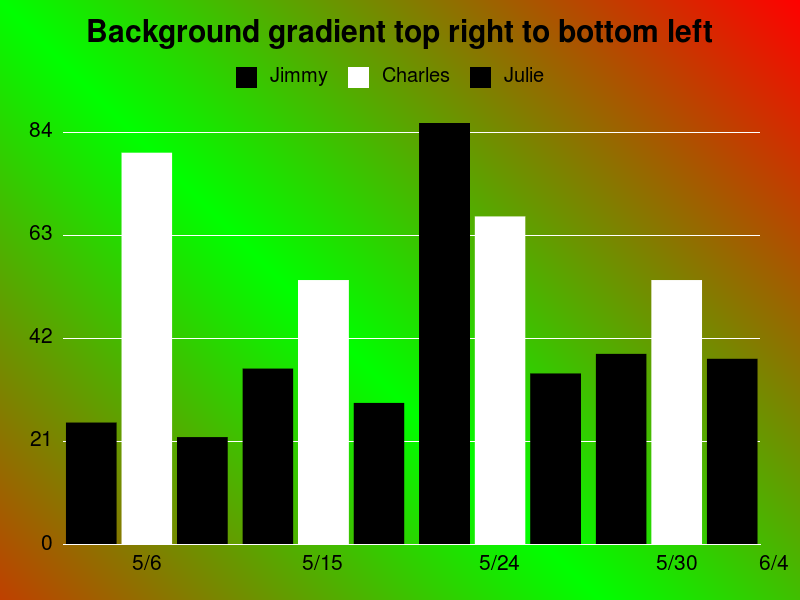 Background gradient top right to bottom left
Jimmy Charles Julie
84
63
42
21
0
5/6 5/15 5/24 5/30 6/4